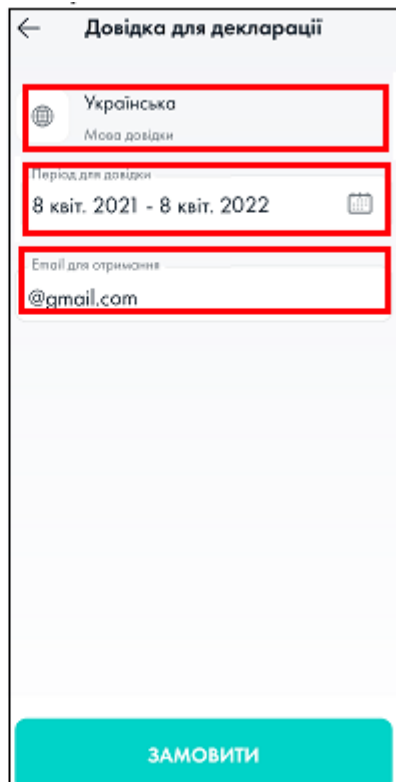 Довідка для декларації
Українська
Мова довідки
Період для довідки
8 квіт. 2021 - 8 квіт. 2022
Email для отримання
@gmail.com
ЗАМОВИТИ